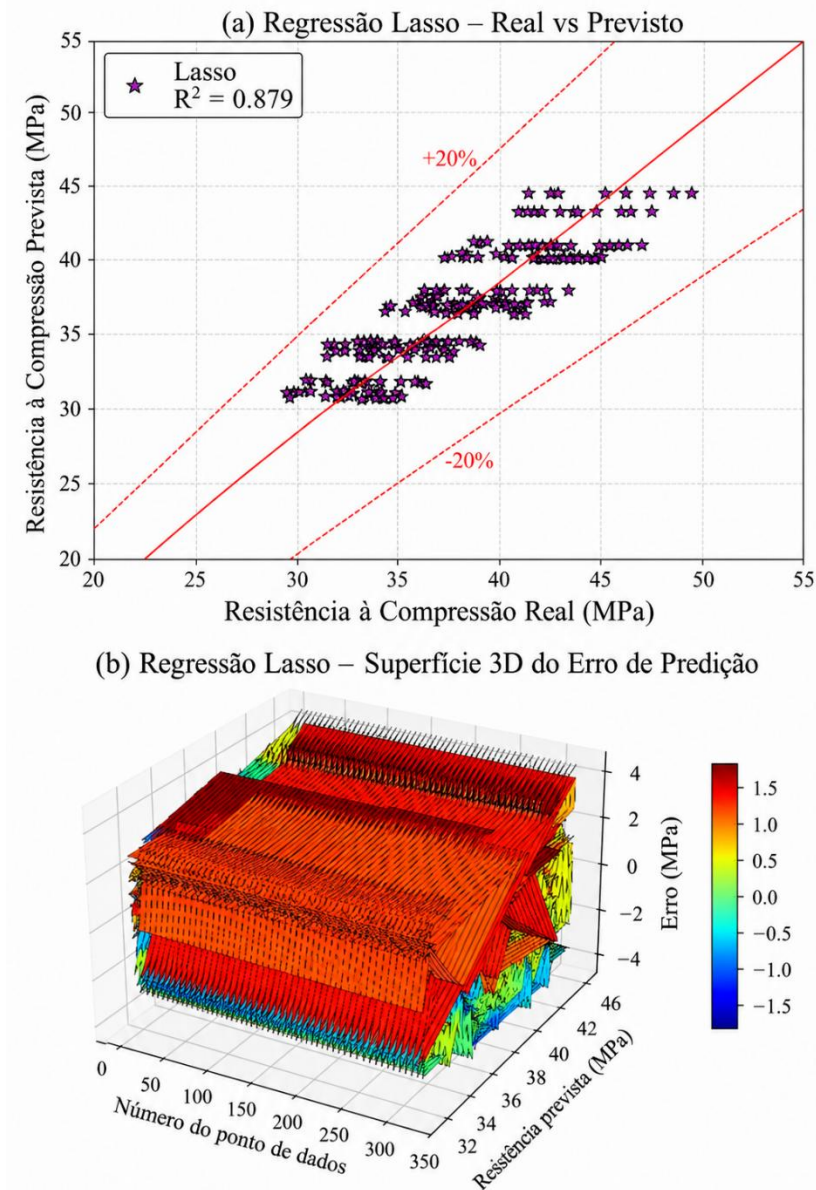 (a) Regressão Lasso – Real vs Previsto
Lasso
R² = 0.879
+20%
-20%
55
50
45
40
35
30
25
20
Resistência à Compressão Prevista (MPa)
20 25 30 35 40 45 50 55
Resistência à Compressão Real (MPa)
(b) Regressão Lasso – Superfície 3D do Erro de Predição
4
2
0
−2
−4
Erro (MPa)
1.5
1.0
0.5
0.0
−0.5
−1.0
−1.5
0 50 100 150 200 250 300 350
Número do ponto de dados
32 34 36 38 40 42 46
Resistência prevista (MPa)